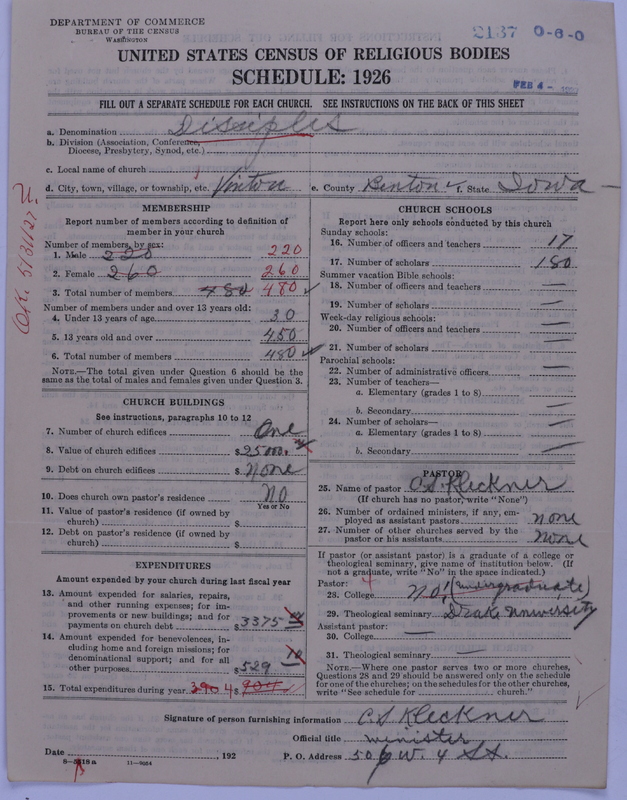 DEPARTMENT OF COMMERCE
BUREAU OF THE CENSUS
WASHINGTON
2137 0-6-0
UNITED STATES CENSUS OF RELIGIOUS BODIES
SCHEDULE: 1926
FEB 4 -
FILL OUT A SEPARATE SCHEDULE FOR EACH CHURCH. SEE INSTRUCTIONS ON THE BACK OF THIS SHEET
a. Denomination Disciples
b. Division (Association, Conference, Diocese, Presbytery, Synod, etc.)
c. Local name of church
d. City, town, village, or township, etc. Vinton e. County Benton f. State Iowa
O.K. 5/31/27
MEMBERSHIP
Report number of members according to definition of member in your church
Number of members, by sex:
1. Male 220 220
2. Female 260 260
3. Total number of members 480 480
Number of members under and over 13 years old:
4. Under 13 years of age 30
5. 13 years old and over 450
6. Total number of members 480
NOTE.—The total given under Question 6 should be the same as the total of males and females given under Question 3.
CHURCH BUILDINGS
See instructions, paragraphs 10 to 12
7. Number of church edifices One
8. Value of church edifices $25000.
9. Debt on church edifices $None
10. Does church own pastor's residence NO
Yes or No
11. Value of pastor's residence (if owned by church) $
12. Debt on pastor's residence (if owned by church) $
EXPENDITURES
Amount expended by your church during last fiscal year
13. Amount expended for salaries, repairs, and other running expenses; for improvements or new buildings; and for payments on church debt $3375
14. Amount expended for benevolences, including home and foreign missions; for denominational support; and for all other purposes $529 10
15. Total expenditures during year 3904 $ 904
CHURCH SCHOOLS
Report here only schools conducted by this church
Sunday schools:
16. Number of officers and teachers 17
17. Number of scholars 180
Summer vacation Bible schools:
18. Number of officers and teachers —
19. Number of scholars —
Week-day religious schools:
20. Number of officers and teachers —
21. Number of scholars —
Parochial schools:
22. Number of administrative officers —
23. Number of teachers—
a. Elementary (grades 1 to 8)
b. Secondary —
24. Number of scholars—
a. Elementary (grades 1 to 8) —
b. Secondary —
PASTOR
25. Name of pastor C.S. Kleckner
(If church has no pastor, write "None")
26. Number of ordained ministers, if any, employed as assistant pastors none
27. Number of other churches served by the pastor or his assistants none
If pastor (or assistant pastor) is a graduate of a college or theological seminary, give name of institution below. (If not a graduate, write "No" in the space indicated.)
Pastor: 4
28. College no! (undergraduate)
29. Theological seminary Drake University
Assistant pastor:
30. College —
31. Theological seminary —
NOTE.—Where one pastor serves two or more churches, Questions 28 and 29 should be answered only on the schedule for one of the churches; on the schedules for the other churches, write "See schedule for church."
Signature of person furnishing information C.S. Kleckner
Official title minister
Date , 192 P. O. Address 506 W. 4 St.
11-9054